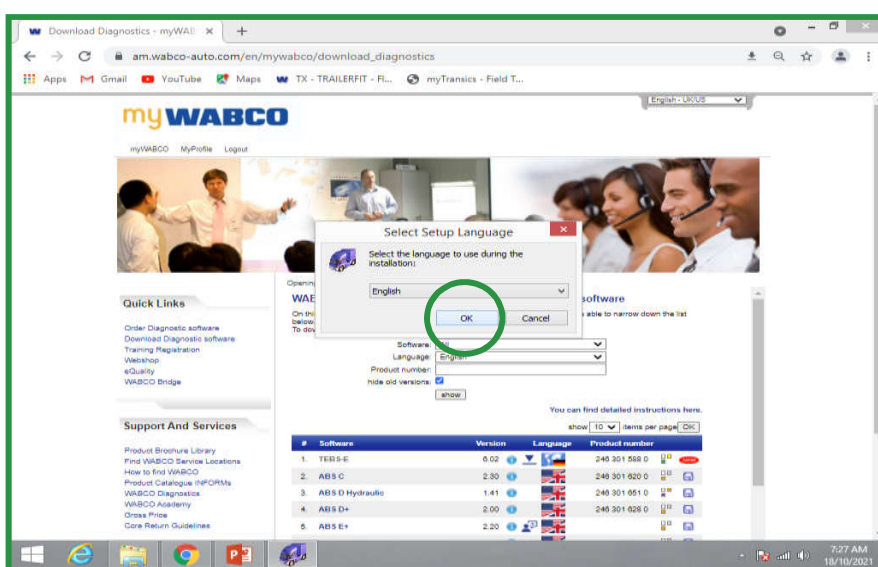 Download Diagnostics - myWAB
am.wabco-auto.com/en/mywabco/download_diagnostics
Apps
Gmail
YouTube
Maps
TX - TRAILERFIT - Fl...
myTransics - Field T...
English - UK/US
myWABCO
myWABCO MyProfile Logout
Select Setup Language
Select the language to use during the
installation:
English
OK Cancel
Quick Links
Order Diagnostic software
Download Diagnostic software
Training Registration
Webshop
eQuality
WABCO Bridge
Support And Services
Product Brochure Library
Find WABCO Service Locations
How to find WABCO
Product Catalogue INFORMs
WABCO Diagnostics
WABCO Academy
Gross Price
Core Return Guidelines
software
able to narrow down the list
below
Software:
Language: English
Product number:
hide old versions:
show
You can find detailed instructions here.
show 10 items per page OK
# Software Version Language Product number
1. TEBS-E 6.02 246 301 588 0
2. ABS C 2.30 246 301 620 0
3. ABS D Hydraulic 1.41 246 301 651 0
4. ABS D+ 2.00 246 301 628 0
5. ABS E+ 2.20
7:27 AM
18/10/2021